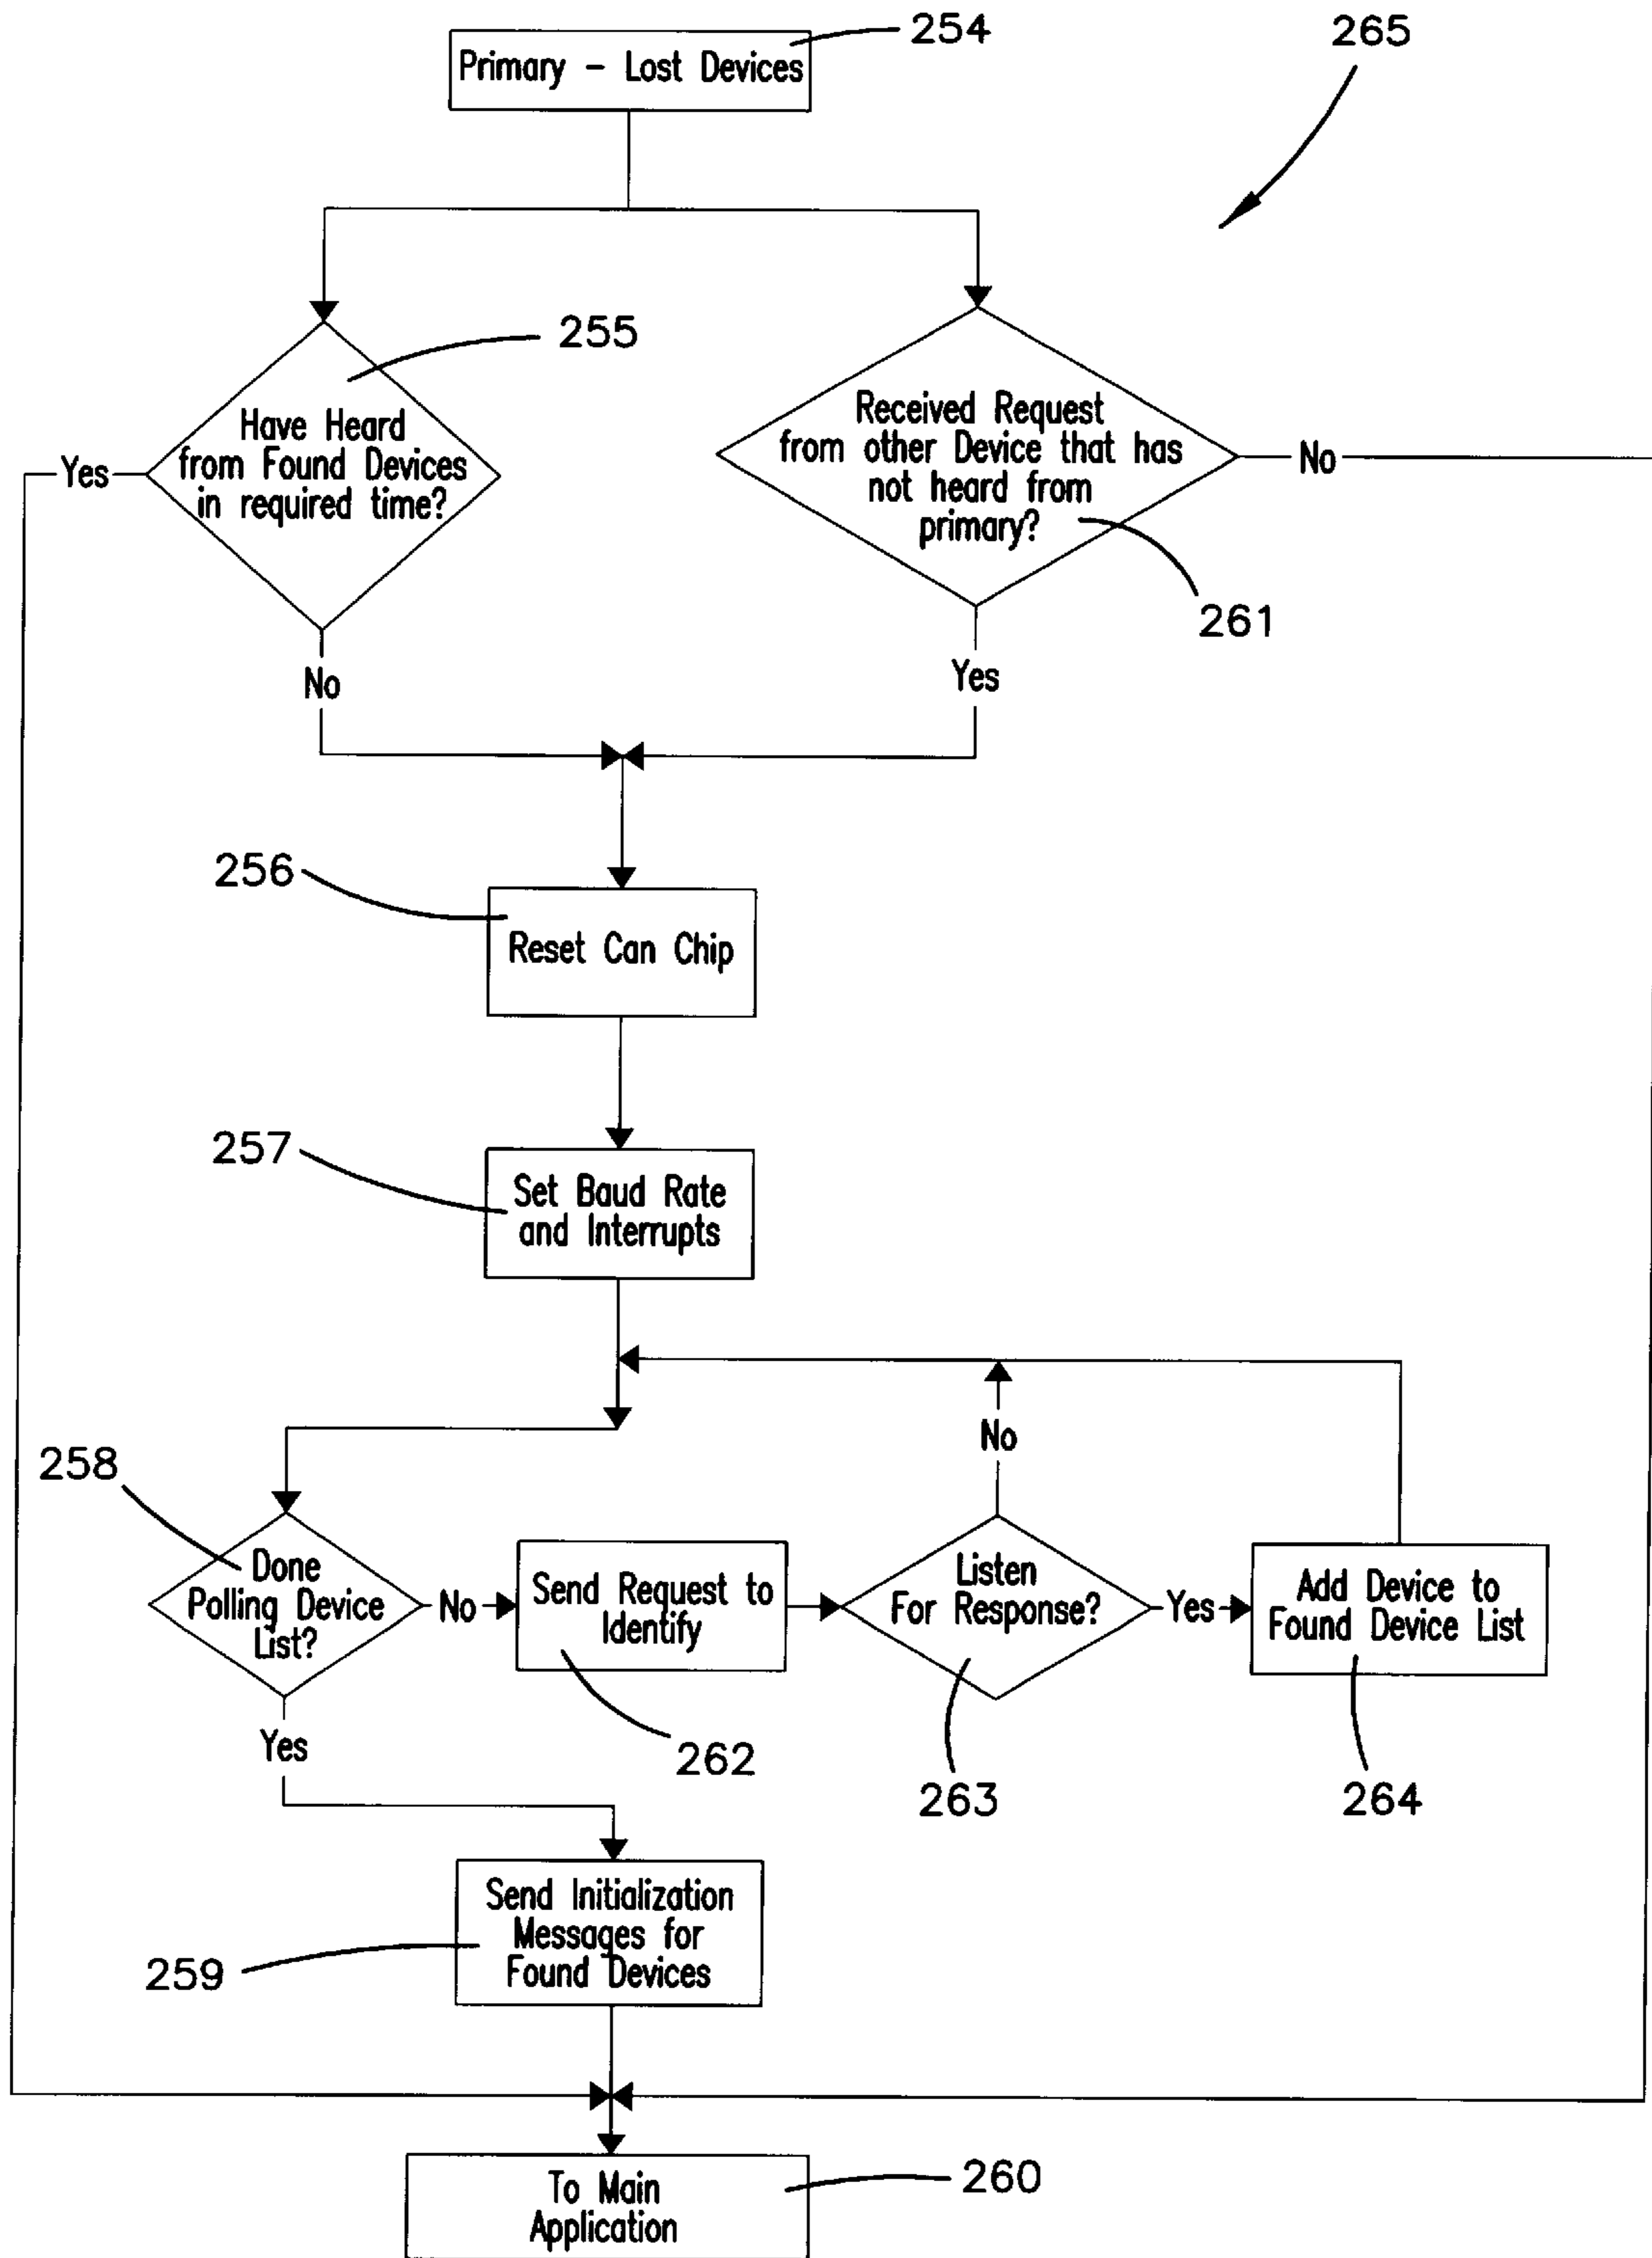 254
265
Primary - Lost Devices
255
Have Heard
from Found Devices
in required time?
Yes
Received Request
from other Device that has
not heard from
primary?
No
261
No
Yes
256
Reset Can Chip
257
Set Baud Rate
and Interrupts
No
258
Done
Polling Device
List?
No
Send Request to
Identify
Listen
For Response?
Yes
Add Device to
Found Device List
Yes
262
263
264
Send Initialization
Messages for
Found Devices
259
To Main
Application
260